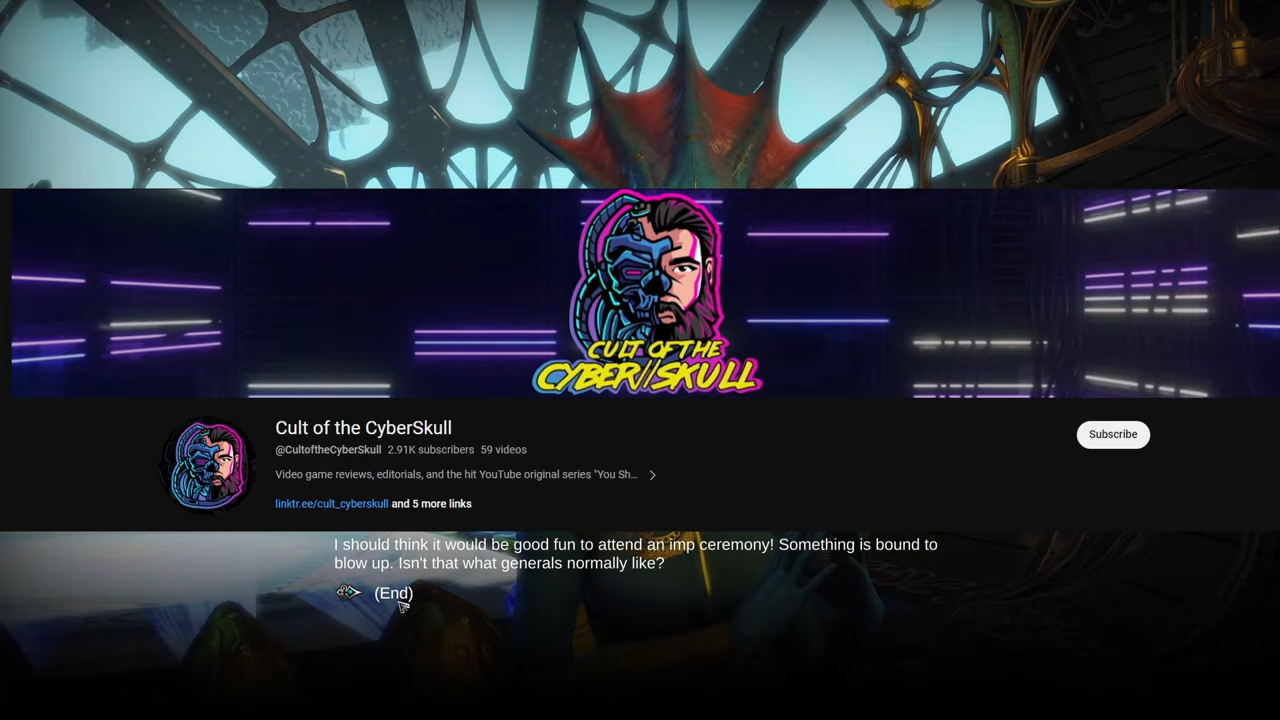 CULT OF THE
CYBER//SKULL
Cult of the CyberSkull
@CultoftheCyberSkull 2.91K subscribers 59 videos
Video game reviews, editorials, and the hit YouTube original series "You Sh...
linktr.ee/cult_cyberskull and 5 more links
Subscribe
I should think it would be good fun to attend an imp ceremony! Something is bound to
blow up. Isn't that what generals normally like?
(End)